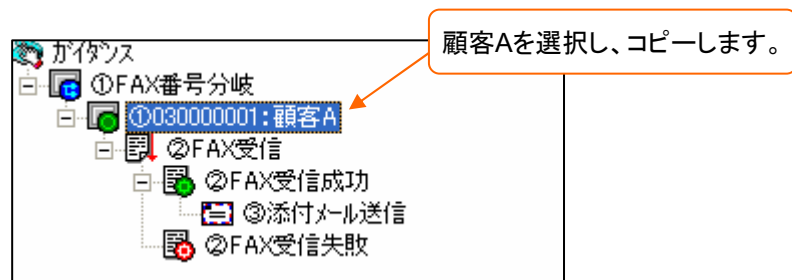 顧客Aを選択し、コピーします。
ガイダンス
①FAX番号分岐
①030000001:顧客A
②FAX受信
②FAX受信成功
③添付メール送信
②FAX受信失敗